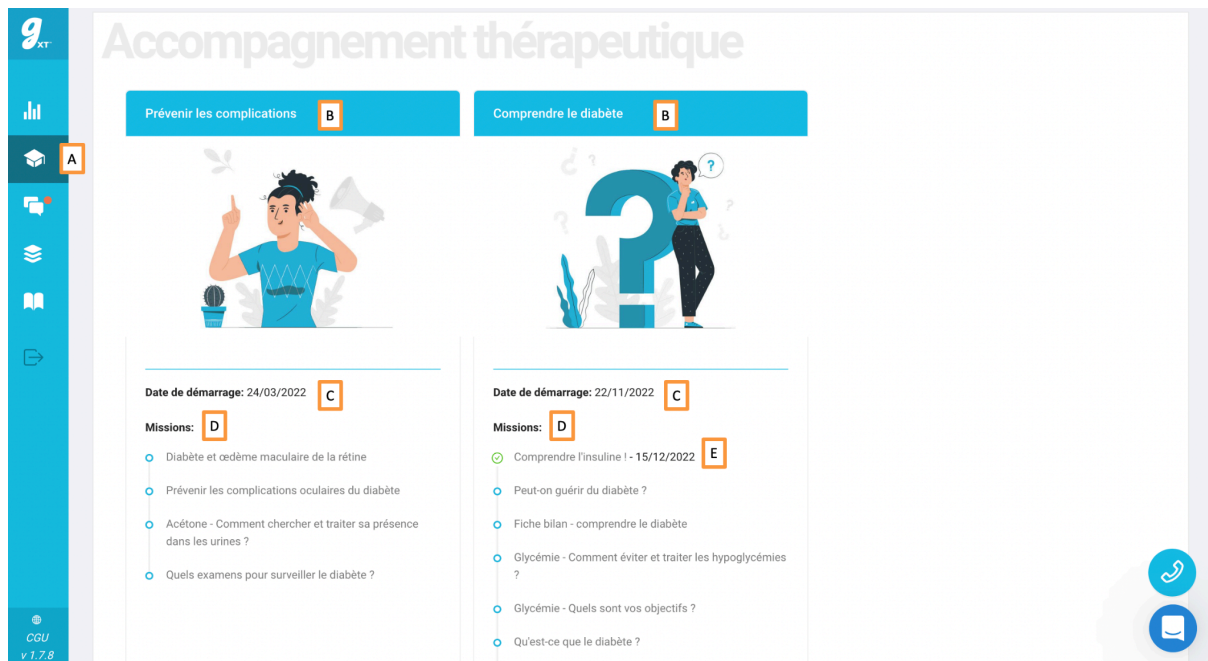 g
XT
Accompagnement thérapeutique
A
Prévenir les complications
B
Comprendre le diabète
B
?
?
?
?
?
Date de démarrage: 24/03/2022
C
Missions:
D
Diabète et œdème maculaire de la rétine
Prévenir les complications oculaires du diabète
Acétone - Comment chercher et traiter sa présence
dans les urines ?
Quels examens pour surveiller le diabète ?
Date de démarrage: 22/11/2022
C
Missions:
D
Comprendre l'insuline ! - 15/12/2022
E
Peut-on guérir du diabète ?
Fiche bilan - comprendre le diabète
Glycémie - Comment éviter et traiter les hypoglycémies
?
Glycémie - Quels sont vos objectifs ?
Qu'est-ce que le diabète ?
CGU
v 1.7.8